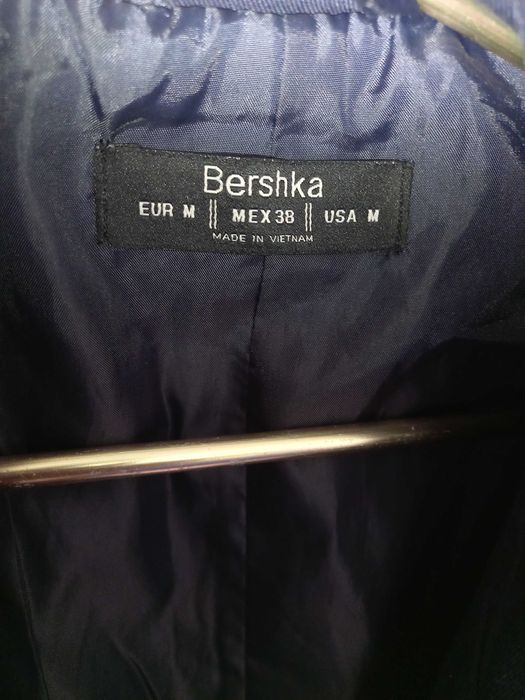 Bershka
EUR M || MEX 38 || USA M
MADE IN VIETNAM